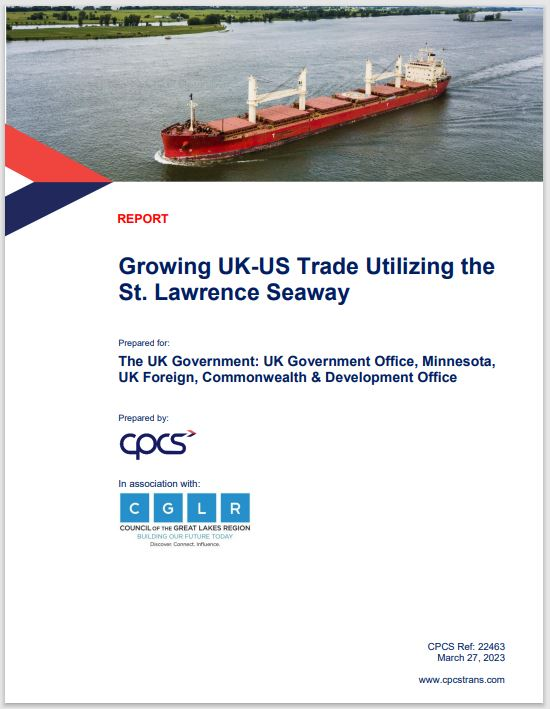 REPORT
Growing UK-US Trade Utilizing the
St. Lawrence Seaway
Prepared for:
The UK Government: UK Government Office, Minnesota,
UK Foreign, Commonwealth & Development Office
Prepared by:
cpcs
In association with:
C G L R
COUNCIL OF THE GREAT LAKES REGION
BUILDING OUR FUTURE TODAY
Discover. Connect. Influence.
CPCS Ref: 22463
March 27, 2023
www.cpcstrans.com